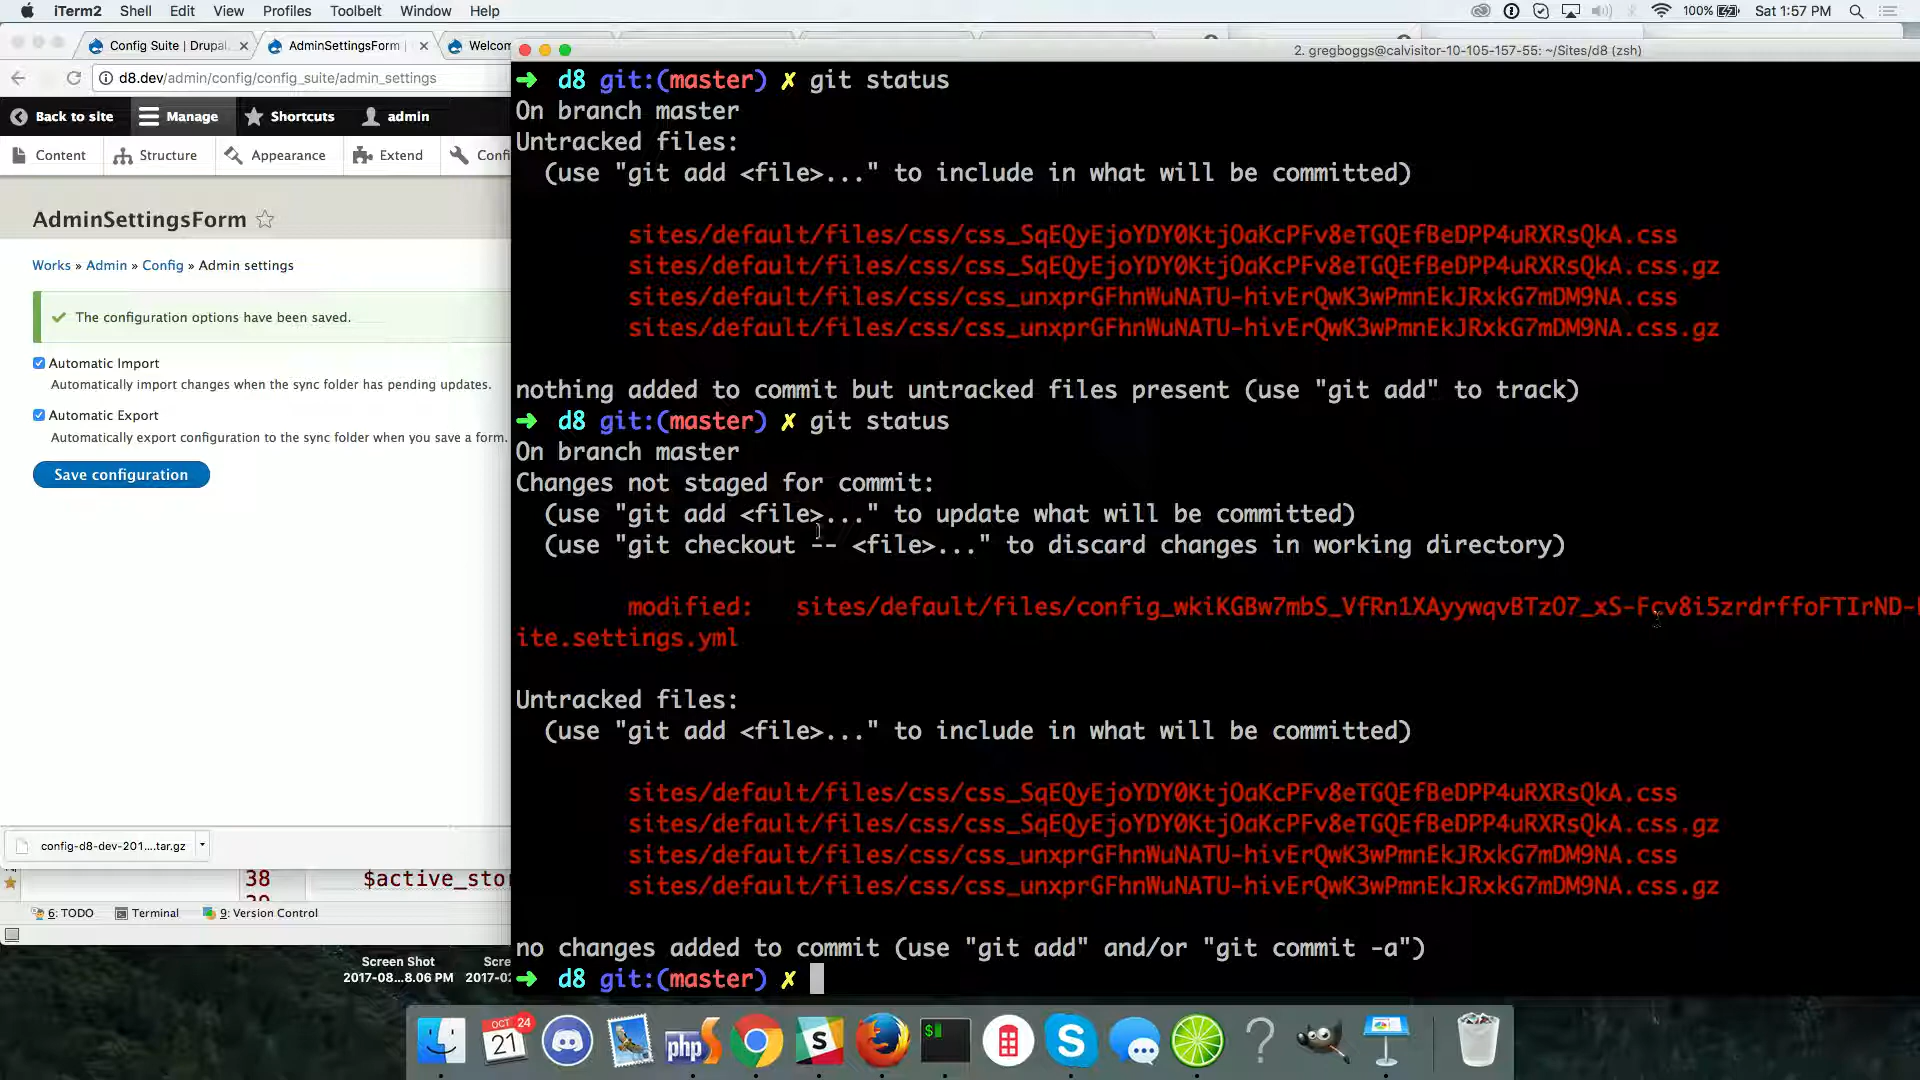 iTerm2 Shell Edit View Profiles Toolbelt Window Help 100% Sat 1:57 PM
Config Suite | Drupal. AdminSettingsForm Welcom
2. gregboggs@calvisitor-10-105-157-55: ~/Sites/d8 (zsh)
d8.dev/admin/config/config_suite/admin_settings
Back to site Manage Shortcuts admin
Content Structure Appearance Extend Confi
AdminSettingsForm
Works » Admin » Config » Admin settings
The configuration options have been saved.
Automatic Import
Automatically import changes when the sync folder has pending updates.
Automatic Export
Automatically export configuration to the sync folder when you save a form.
Save configuration
config-d8-dev-201....tar.gz
38 $active_sto
6: TODO Terminal 9: Version Control
Screen Shot
2017-08...8.06 PM
Scre
2017-02
➜ d8 git:(master) ✗ git status
On branch master
Untracked files:
(use "git add <file>..." to include in what will be committed)
sites/default/files/css/css_SqEQyEjoYDY0KtjOaKcPFv8eTGQEfBeDPP4uRXRsQkA.css
sites/default/files/css/css_SqEQyEjoYDY0KtjOaKcPFv8eTGQEfBeDPP4uRXRsQkA.css.gz
sites/default/files/css/css_unxprGFhnWuNATU-hivErQwK3wPmnEkJRxkG7mDM9NA.css
sites/default/files/css/css_unxprGFhnWuNATU-hivErQwK3wPmnEkJRxkG7mDM9NA.css.gz
nothing added to commit but untracked files present (use "git add" to track)
➜ d8 git:(master) ✗ git status
On branch master
Changes not staged for commit:
(use "git add <file>..." to update what will be committed)
(use "git checkout -- <file>..." to discard changes in working directory)
modified: sites/default/files/config_wkiKGBw7mbS_VfRn1XAyywqvBTzO7_xS-Fcv8i5zrdrffoFTIrND-
ite.settings.yml
Untracked files:
(use "git add <file>..." to include in what will be committed)
sites/default/files/css/css_SqEQyEjoYDY0KtjOaKcPFv8eTGQEfBeDPP4uRXRsQkA.css
sites/default/files/css/css_SqEQyEjoYDY0KtjOaKcPFv8eTGQEfBeDPP4uRXRsQkA.css.gz
sites/default/files/css/css_unxprGFhnWuNATU-hivErQwK3wPmnEkJRxkG7mDM9NA.css
sites/default/files/css/css_unxprGFhnWuNATU-hivErQwK3wPmnEkJRxkG7mDM9NA.css.gz
no changes added to commit (use "git add" and/or "git commit -a")
➜ d8 git:(master) ✗
OCT 24
21
php S $ S ?